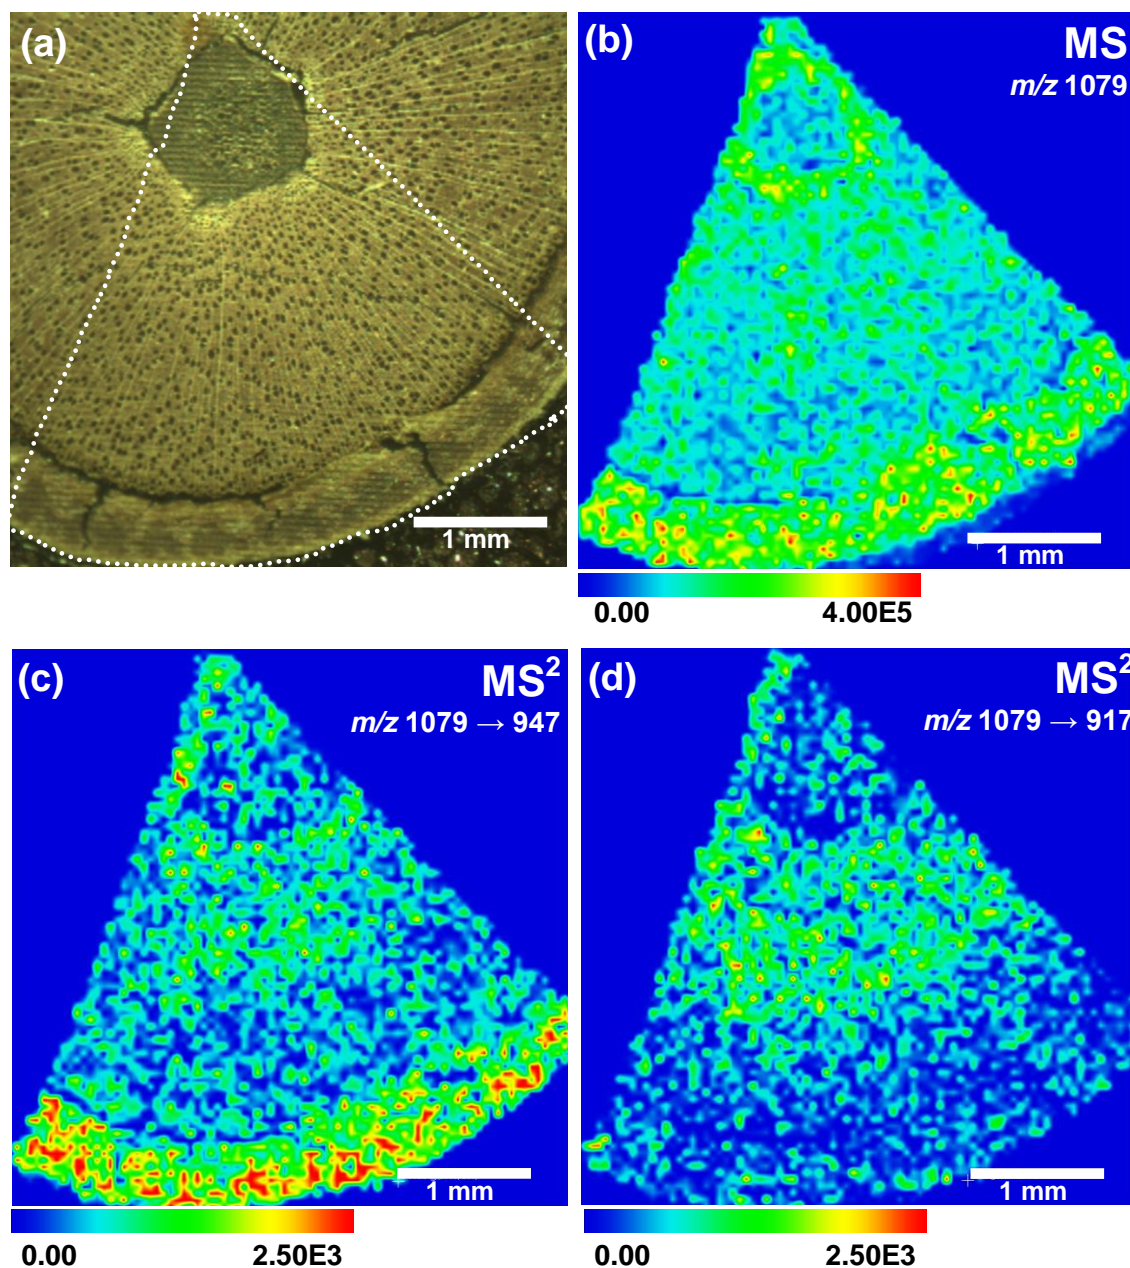 (a)
1 mm
(b)
MS
m/z 1079
1 mm
0.00 4.00E5
(c)
MS²
m/z 1079 → 947
1 mm
0.00 2.50E3
(d)
MS²
m/z 1079 → 917
1 mm
0.00 2.50E3